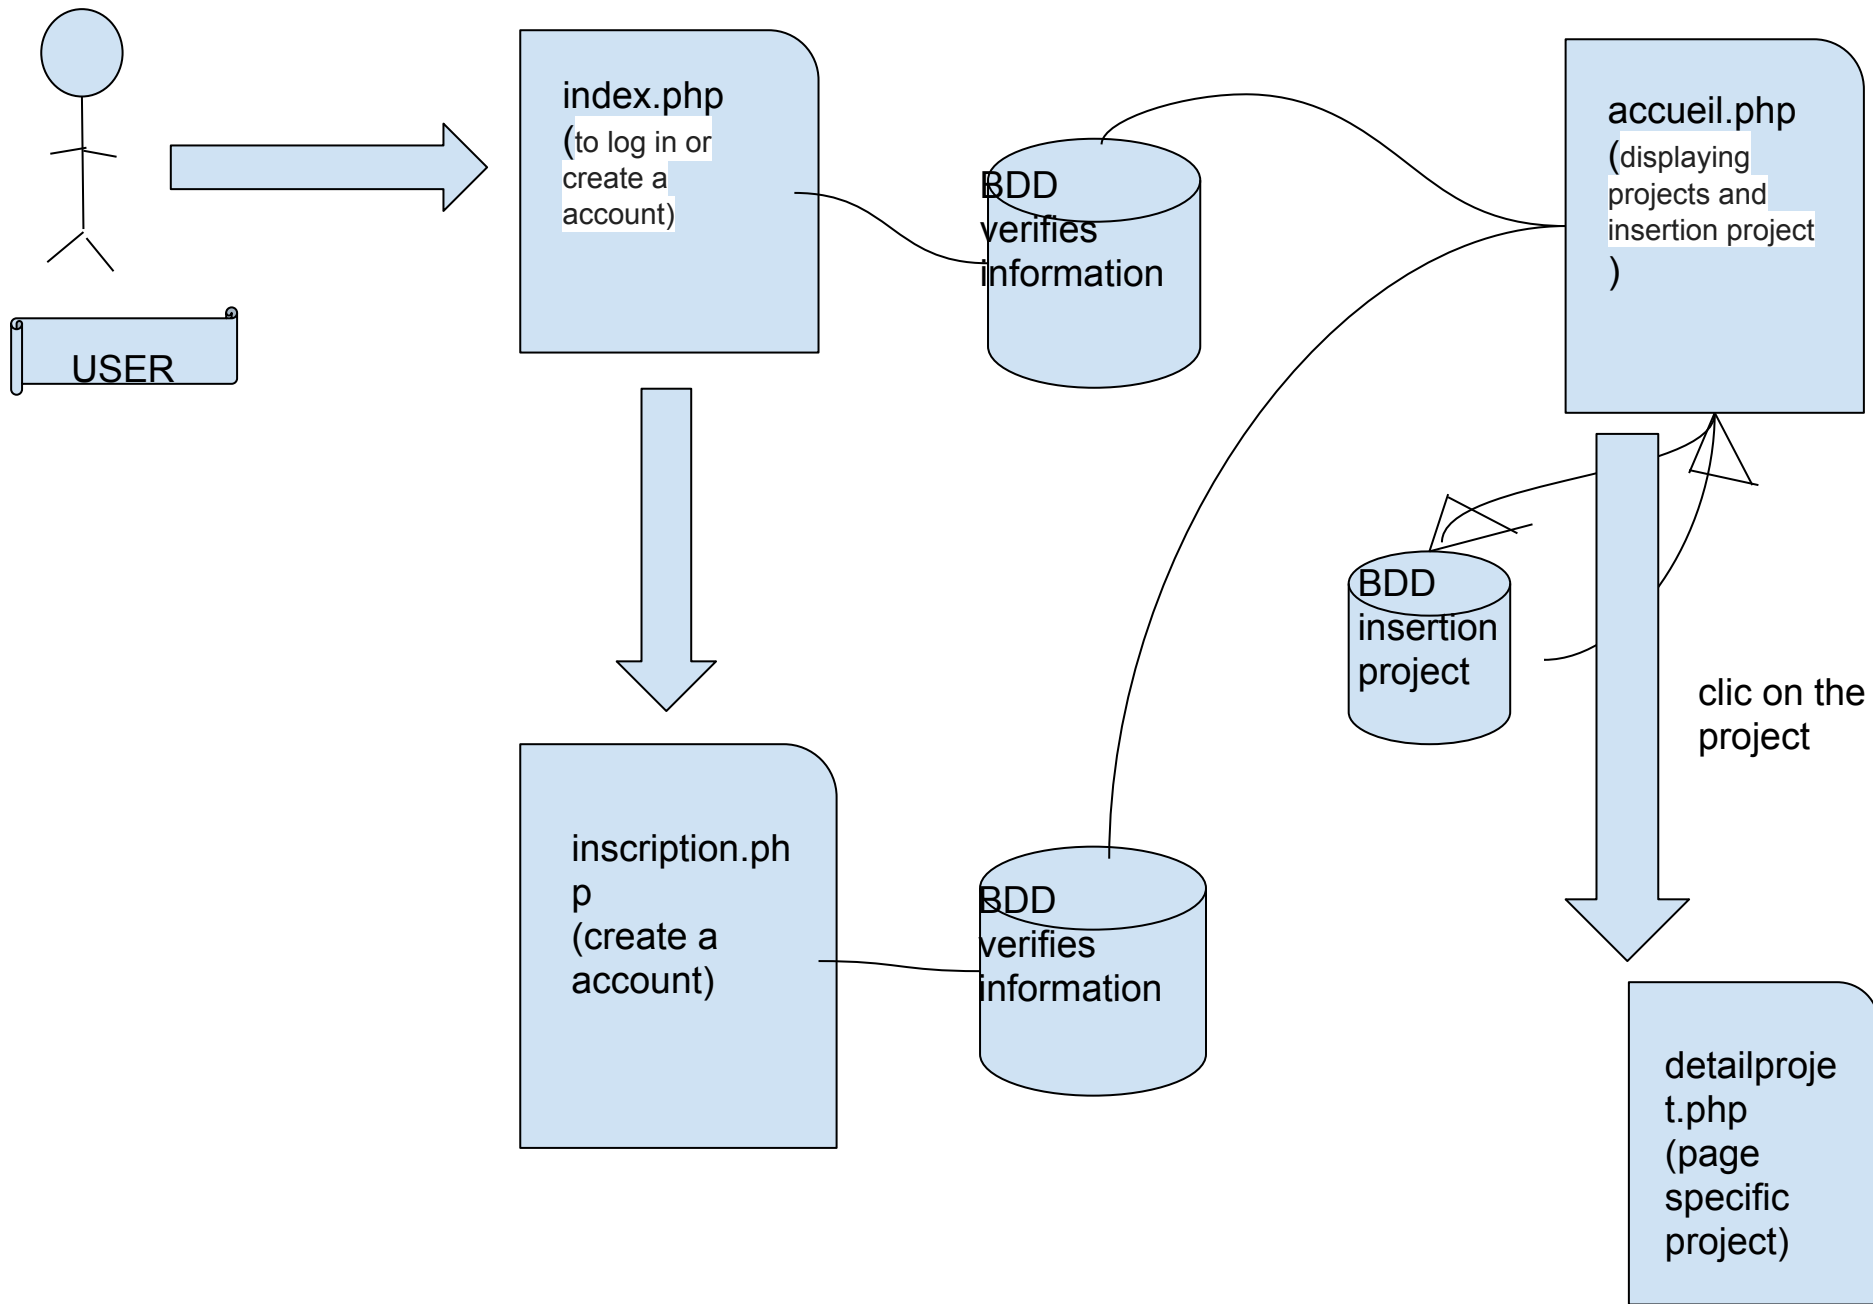 USER
index.php
(to log in or
create a
account)
BDD
verifies
information
accueil.php
(displaying
projects and
insertion project
)
BDD
insertion
project
clic on the
project
inscription.ph
p
(create a
account)
BDD
verifies
information
detailproje
t.php
(page
specific
project)